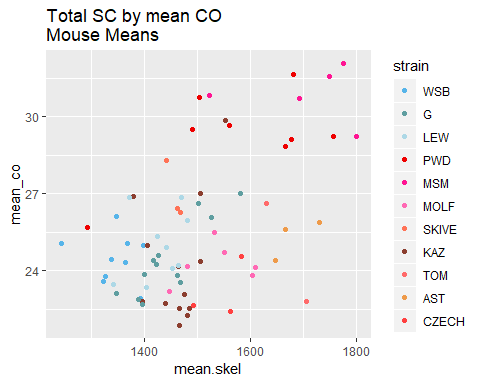 Total SC by mean CO
Mouse Means
mean_co
30
27
24
1400
1600
1800
mean.skel
strain
WSB
G
LEW
PWD
MSM
MOLF
SKIVE
KAZ
TOM
AST
CZECH